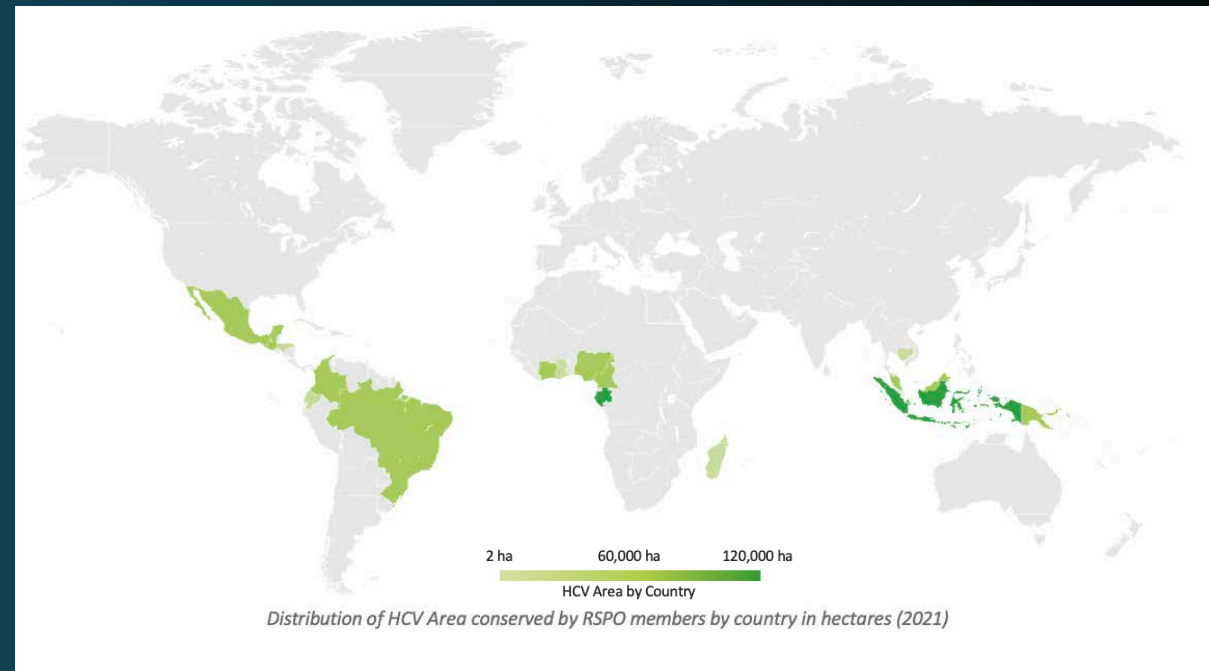 2 ha 60,000 ha 120,000 ha
HCV Area by Country
Distribution of HCV Area conserved by RSPO members by country in hectares (2021)